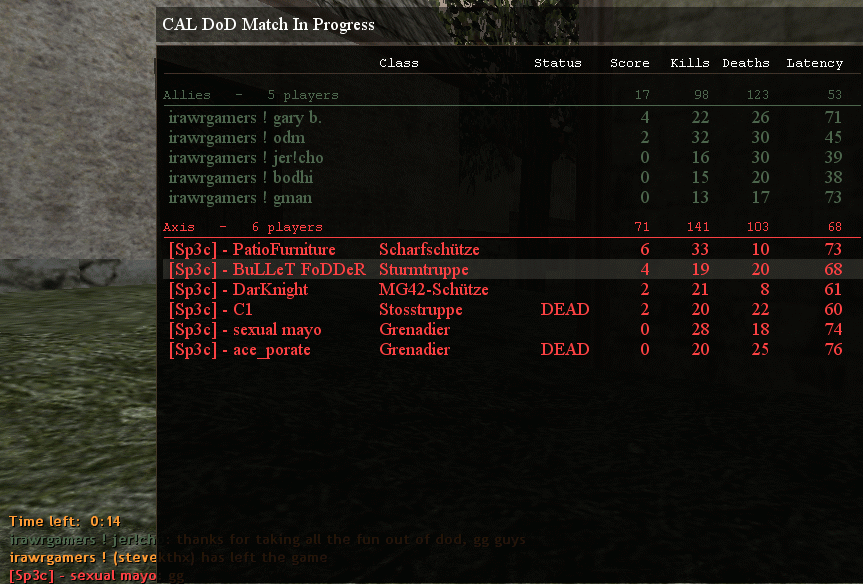 CAL DoD Match In Progress
Class Status Score Kills Deaths Latency
Allies - 5 players 17 98 123 53
irawrgamers ! gary b. 4 22 26 71
irawrgamers ! odm 2 32 30 45
irawrgamers ! jer!cho 0 16 30 39
irawrgamers ! bodhi 0 15 20 38
irawrgamers ! gman 0 13 17 73
Axis - 6 players 71 141 103 68
[Sp3c] - PatioFurniture Scharfschütze 6 33 10 73
[Sp3c] - BuLLeT FoDDeR Sturmtruppe 4 19 20 68
[Sp3c] - DarKnight MG42-Schütze 2 21 8 61
[Sp3c] - C1 Stosstruppe DEAD 2 20 22 60
[Sp3c] - sexual mayo Grenadier 0 28 18 74
[Sp3c] - ace_porate Grenadier DEAD 0 20 25 76
Time left: 0:14
irawrgamers ! jer!cho : thanks for taking all the fun out of dod, gg guys
irawrgamers ! (stevekthx) has left the game
[Sp3c] - sexual mayo: gg